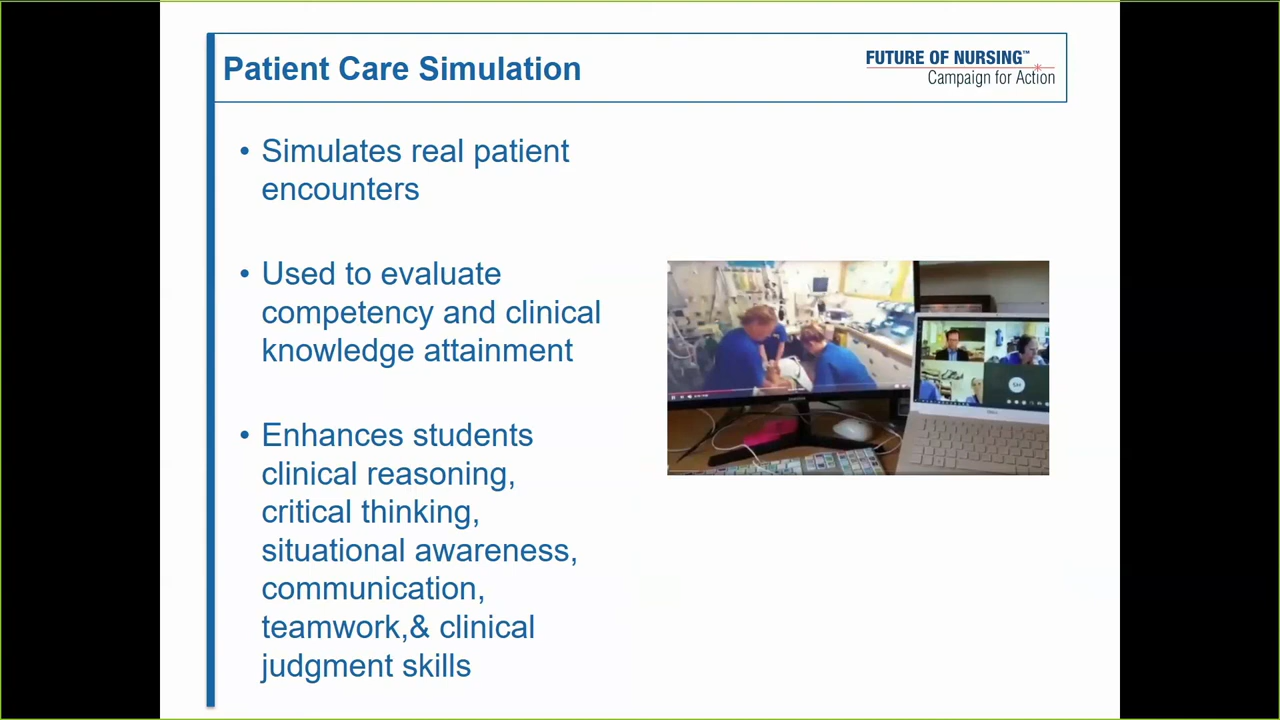 Patient Care Simulation
FUTURE OF NURSING™
Campaign for Action
• Simulates real patient
encounters
• Used to evaluate
competency and clinical
knowledge attainment
• Enhances students
clinical reasoning,
critical thinking,
situational awareness,
communication,
teamwork,& clinical
judgment skills